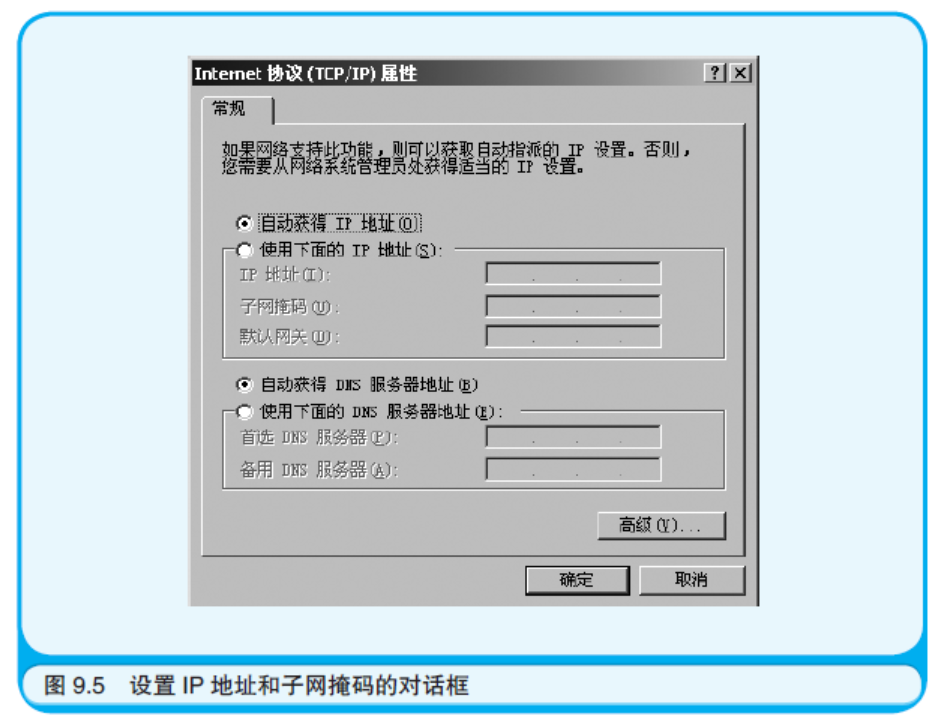 Internet 协议 (TCP/IP) 属性
常规
如果网络支持此功能，则可以获取自动指派的 IP 设置。否则，
您需要从网络系统管理员处获得适当的 IP 设置。
自动获得 IP 地址(O)
使用下面的 IP 地址(S):
IP 地址(I):
子网掩码(U):
默认网关(D):
自动获得 DNS 服务器地址(B)
使用下面的 DNS 服务器地址(E):
首选 DNS 服务器(P):
备用 DNS 服务器(A):
高级(V)...
确定 取消
图 9.5 设置 IP 地址和子网掩码的对话框